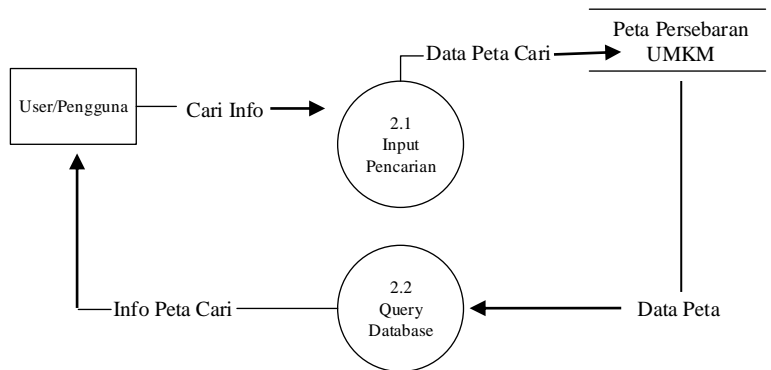 Peta Persebaran
UMKM
Data Peta Cari
User/Pengguna
Cari Info
2.1
Input
Pencarian
2.2
Query
Database
Info Peta Cari
Data Peta